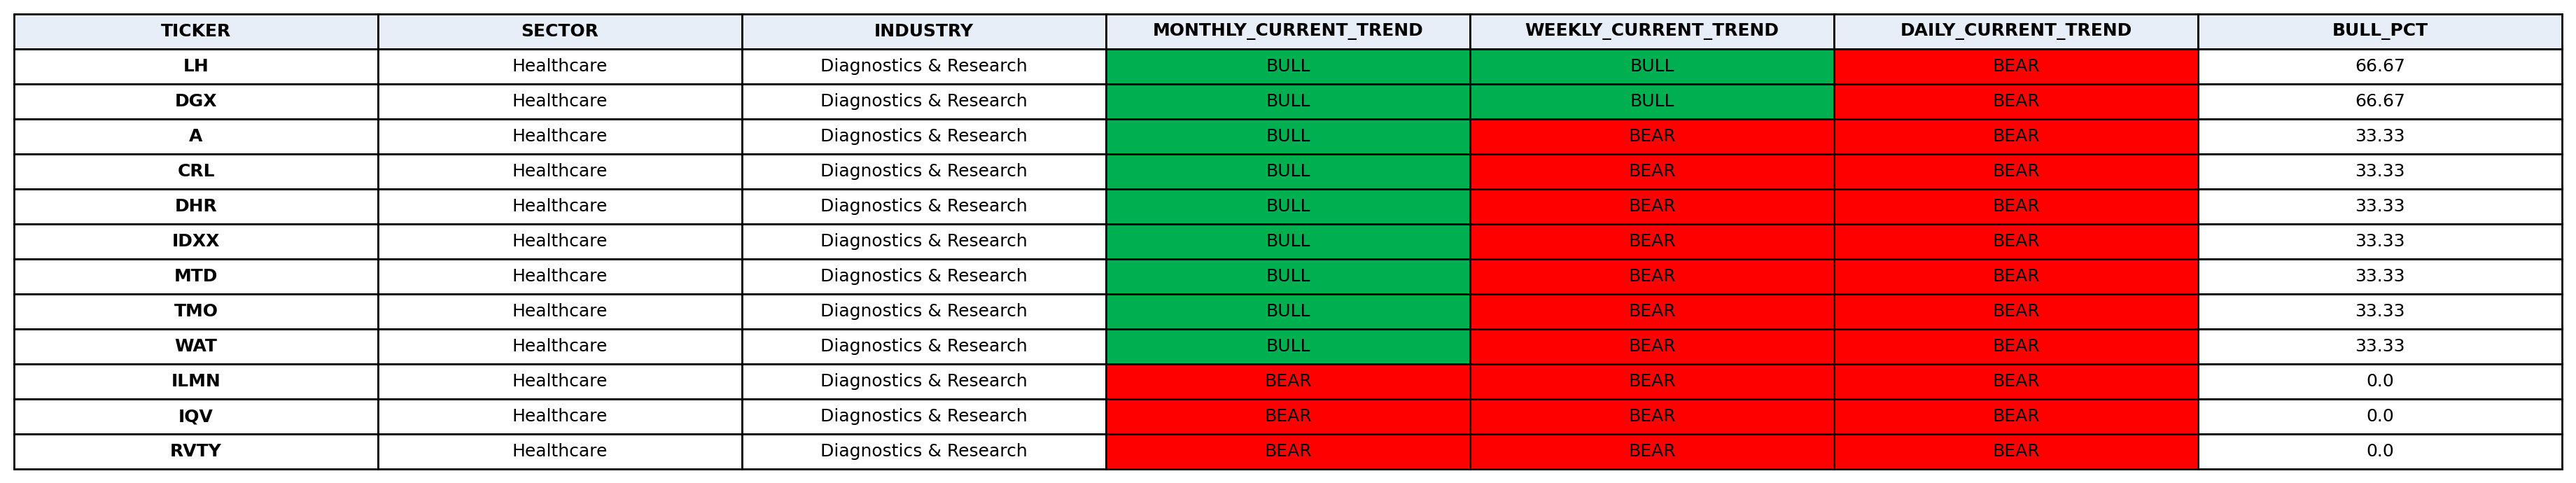 TICKER SECTOR INDUSTRY MONTHLY_CURRENT_TREND WEEKLY_CURRENT_TREND DAILY_CURRENT_TREND BULL_PCT
LH Healthcare Diagnostics & Research BULL BULL BEAR 66.67
DGX Healthcare Diagnostics & Research BULL BULL BEAR 66.67
A Healthcare Diagnostics & Research BULL BEAR BEAR 33.33
CRL Healthcare Diagnostics & Research BULL BEAR BEAR 33.33
DHR Healthcare Diagnostics & Research BULL BEAR BEAR 33.33
IDXX Healthcare Diagnostics & Research BULL BEAR BEAR 33.33
MTD Healthcare Diagnostics & Research BULL BEAR BEAR 33.33
TMO Healthcare Diagnostics & Research BULL BEAR BEAR 33.33
WAT Healthcare Diagnostics & Research BULL BEAR BEAR 33.33
ILMN Healthcare Diagnostics & Research BEAR BEAR BEAR 0.0
IQV Healthcare Diagnostics & Research BEAR BEAR BEAR 0.0
RVTY Healthcare Diagnostics & Research BEAR BEAR BEAR 0.0